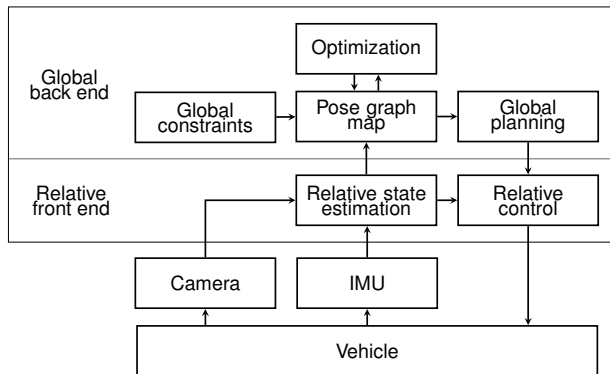 Optimization
Global
back end
Global
constraints
Pose graph
map
Global
planning
Relative
front end
Relative state
estimation
Relative
control
Camera
IMU
Vehicle